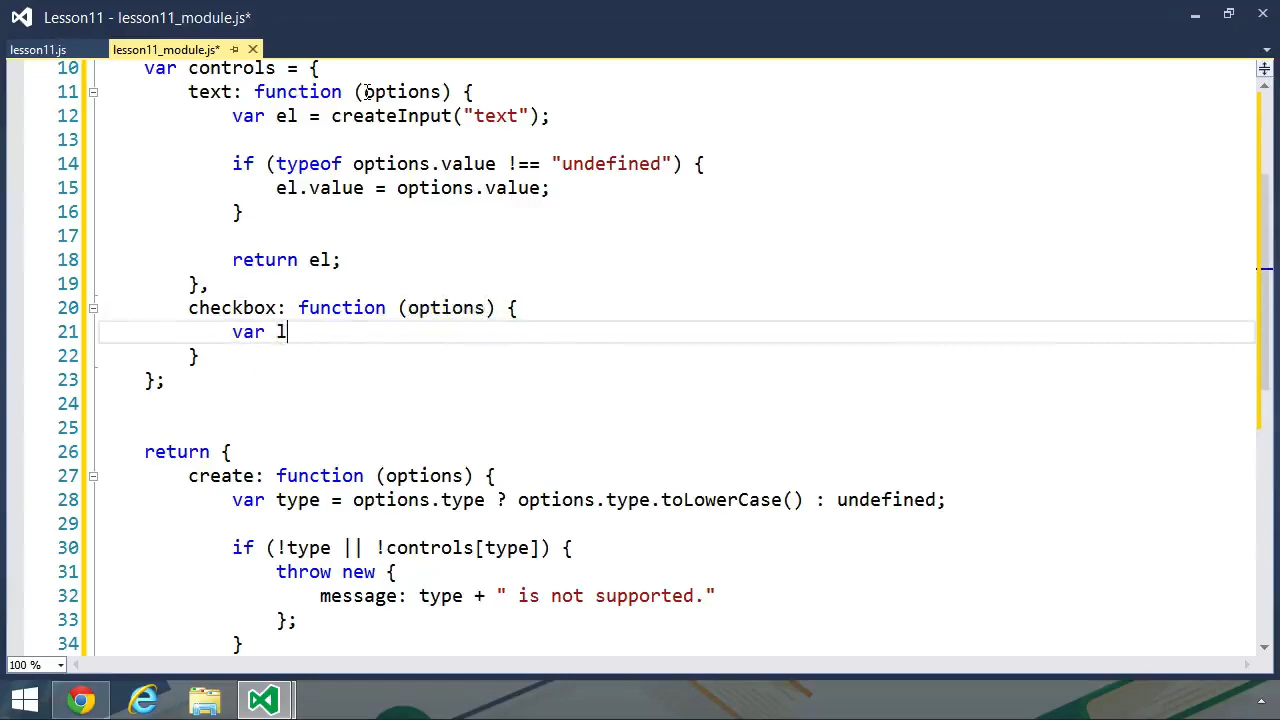 Lesson11 - lesson11_module.js*
lesson11.js lesson11_module.js*
10 var controls = {
11 text: function (options) {
12 var el = createInput("text");
13
14 if (typeof options.value !== "undefined") {
15 el.value = options.value;
16 }
17
18 return el;
19 },
20 checkbox: function (options) {
21 var l
22 }
23 };
24
25
26 return {
27 create: function (options) {
28 var type = options.type ? options.type.toLowerCase() : undefined;
29
30 if (!type || !controls[type]) {
31 throw new {
32 message: type + " is not supported."
33 };
34 }
100 %